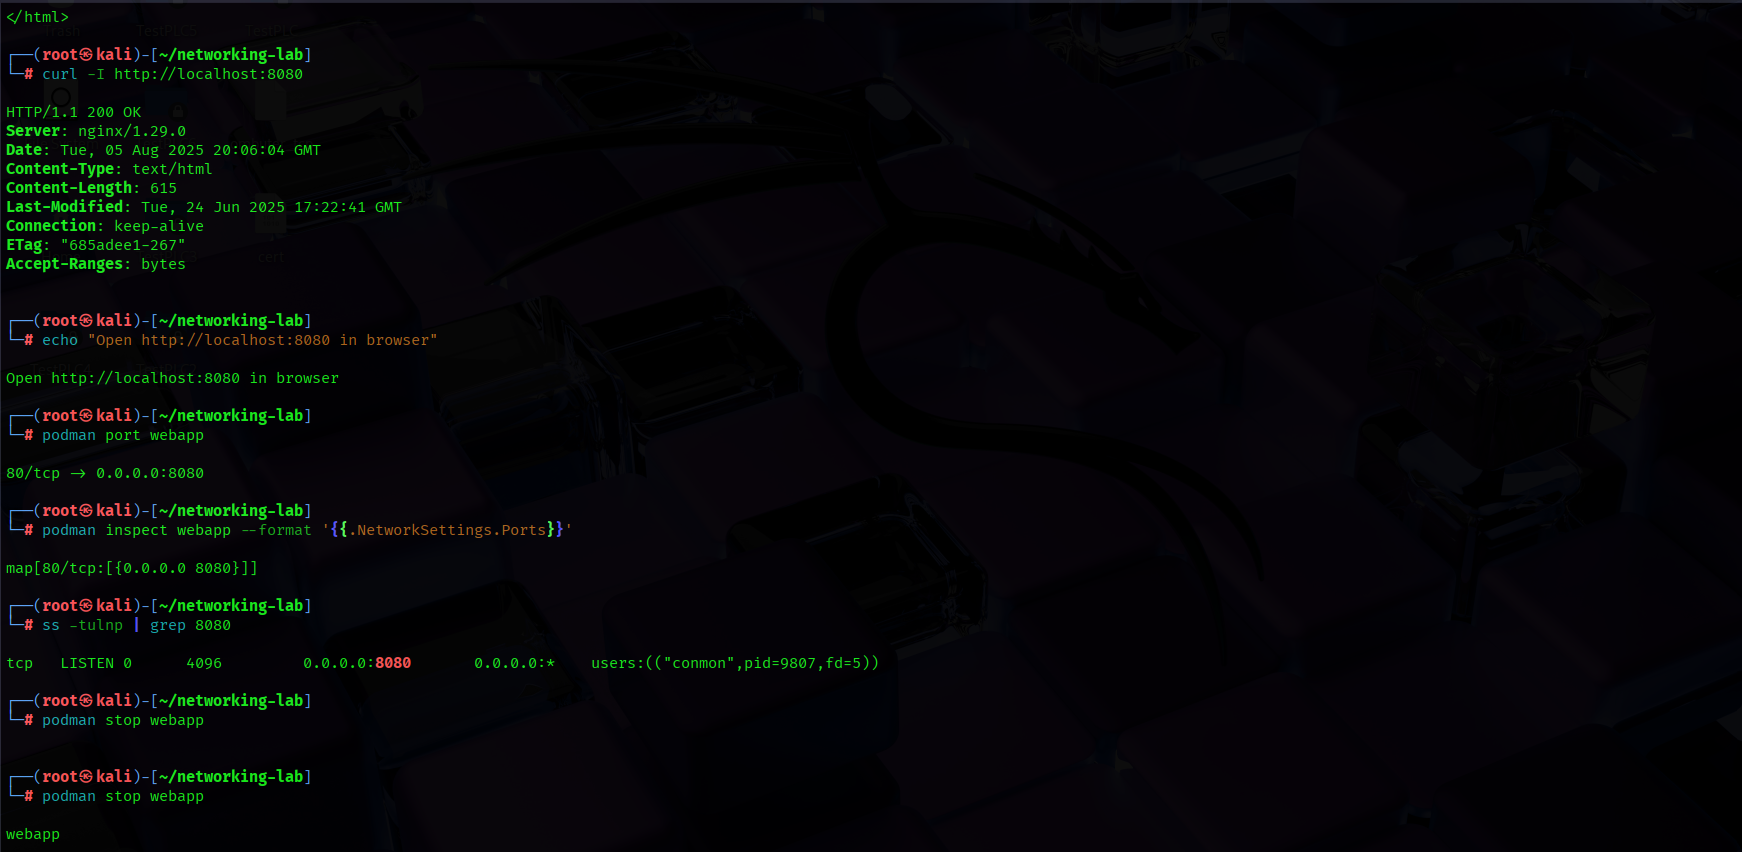 </html>
Trash TestPLCS TestPLC
┌──(root㉿kali)-[~/networking-lab]
└─# curl -I http://localhost:8080
HTTP/1.1 200 OK
Server: nginx/1.29.0
Date: Tue, 05 Aug 2025 20:06:04 GMT
Content-Type: text/html
Content-Length: 615
Last-Modified: Tue, 24 Jun 2025 17:22:41 GMT
Connection: keep-alive
ETag: "685adee1-267"
Accept-Ranges: bytes
┌──(root㉿kali)-[~/networking-lab]
└─# echo "Open http://localhost:8080 in browser"
Open http://localhost:8080 in browser
┌──(root㉿kali)-[~/networking-lab]
└─# podman port webapp
80/tcp -> 0.0.0.0:8080
┌──(root㉿kali)-[~/networking-lab]
└─# podman inspect webapp --format '{{.NetworkSettings.Ports}}'
map[80/tcp:[{0.0.0.0 8080}]]
┌──(root㉿kali)-[~/networking-lab]
└─# ss -tulnp | grep 8080
tcp LISTEN 0 4096 0.0.0.0:8080 0.0.0.0:* users:(("conmon",pid=9807,fd=5))
┌──(root㉿kali)-[~/networking-lab]
└─# podman stop webapp
┌──(root㉿kali)-[~/networking-lab]
└─# podman stop webapp
webapp